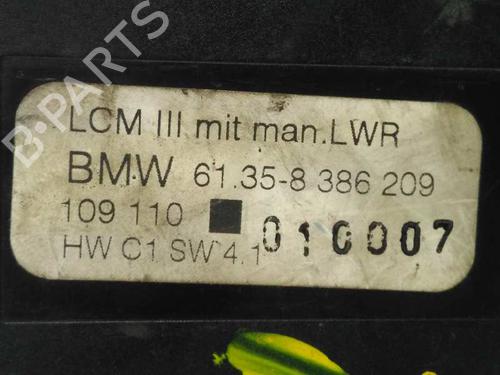 B-PARTS
LCM III mit man.LWR
BMW 61.35-8 386 209
109 110 010007
HW C1 SW 4.1